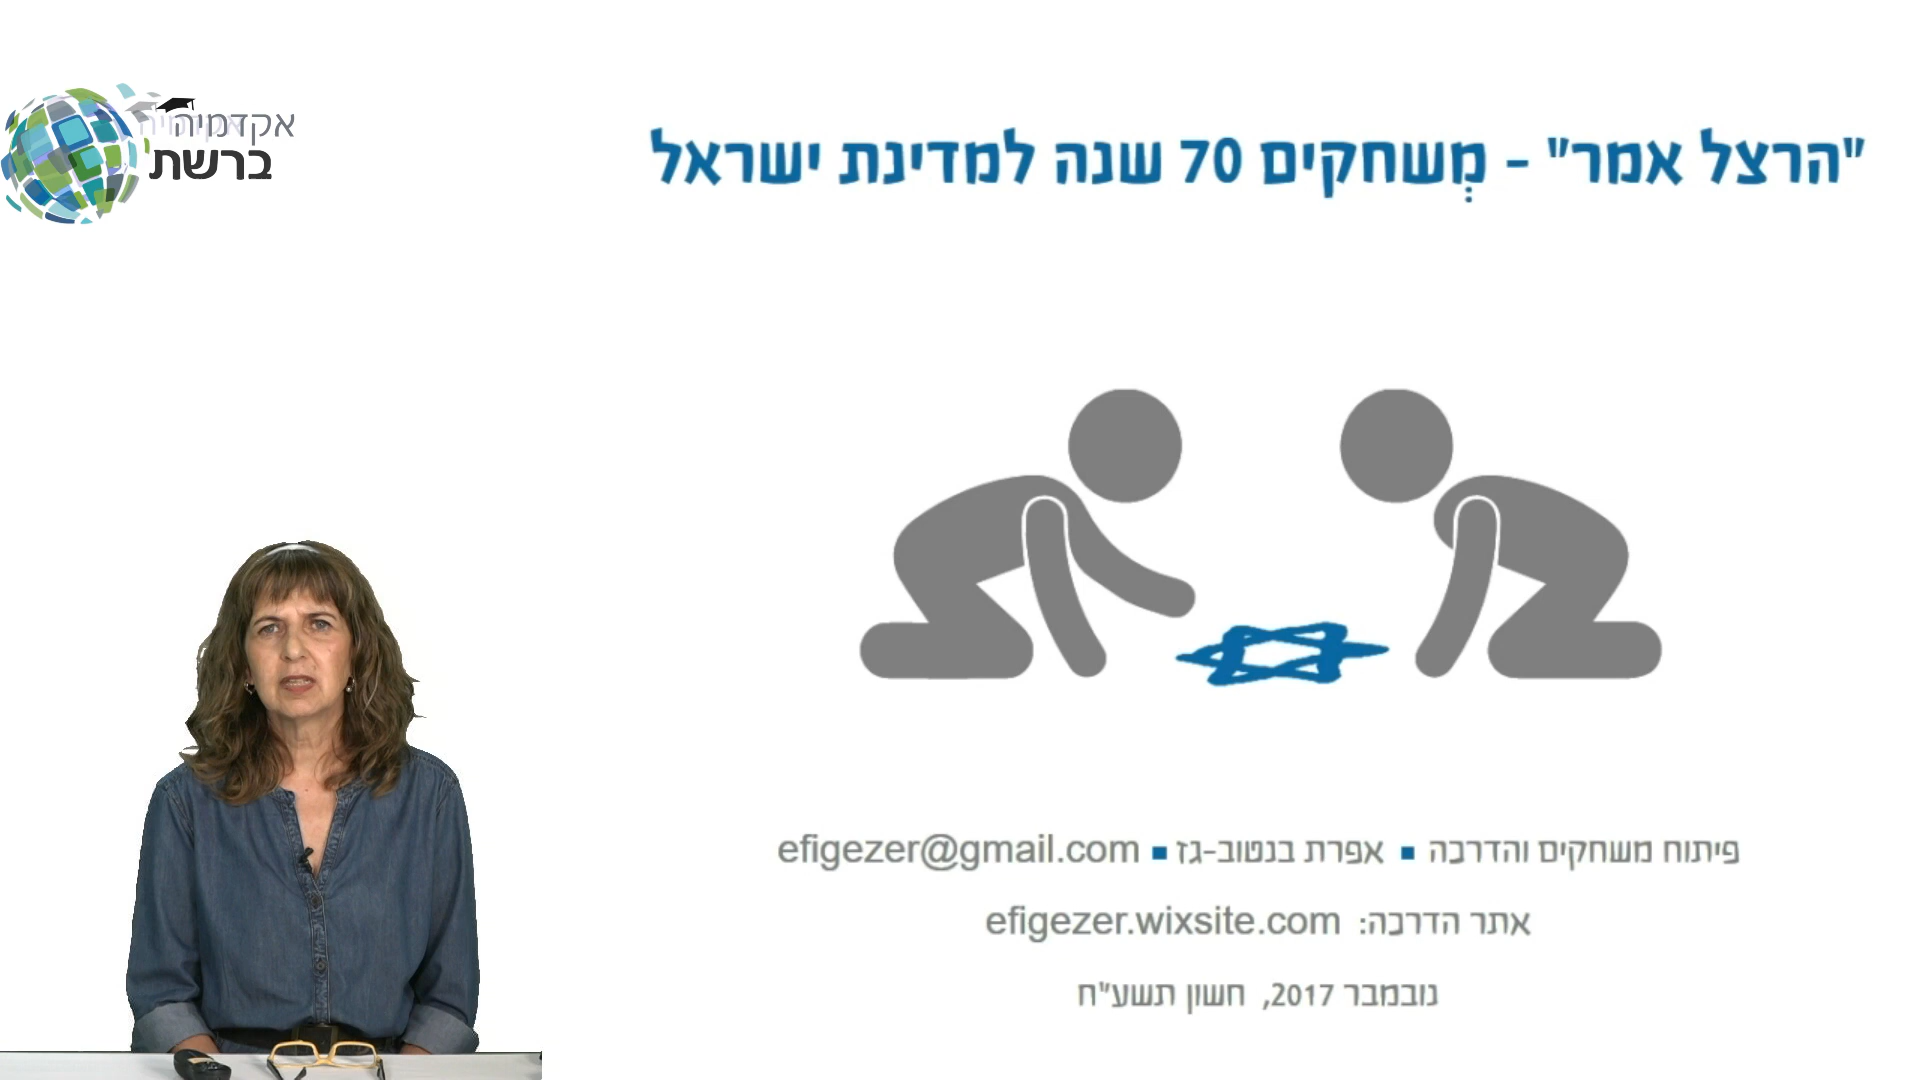 "הרצל אמר" - מְשחקים 70 שנה למדינת ישראל
אקדמיה
ברשת
פיתוח משחקים והדרכה ▪ אפרת בנטוב-גז ▪ efigezer@gmail.com
אתר הדרכה: efigezer.wixsite.com
נובמבר 2017, חשון תשע"ח